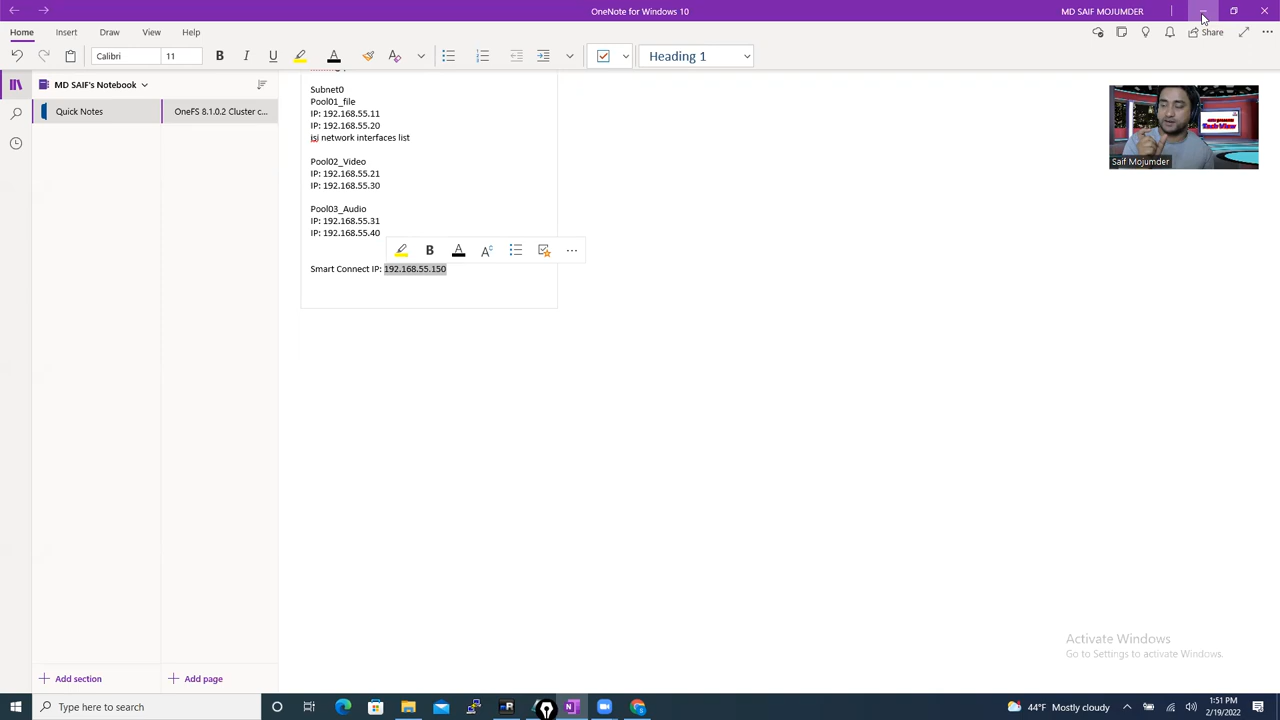 OneNote for Windows 10
MD SAIF MOJUMDER
Home
Insert
Draw
View
Help
Share
Calibri
11
Heading 1
MD SAIF's Notebook
Quick Notes
OneFS 8.1.0.2 Cluster c...
Subnet0
Pool01_file
IP: 192.168.55.11
IP: 192.168.55.20
isi network interfaces list
Pool02_Video
IP: 192.168.55.21
IP: 192.168.55.30
Pool03_Audio
IP: 192.168.55.31
IP: 192.168.55.40
Smart Connect IP: 192.168.55.150
Tech View
Saif Mojumder
Activate Windows
Go to Settings to activate Windows.
Add section
Add page
Type here to search
44°F Mostly cloudy
1:51 PM
2/19/2022